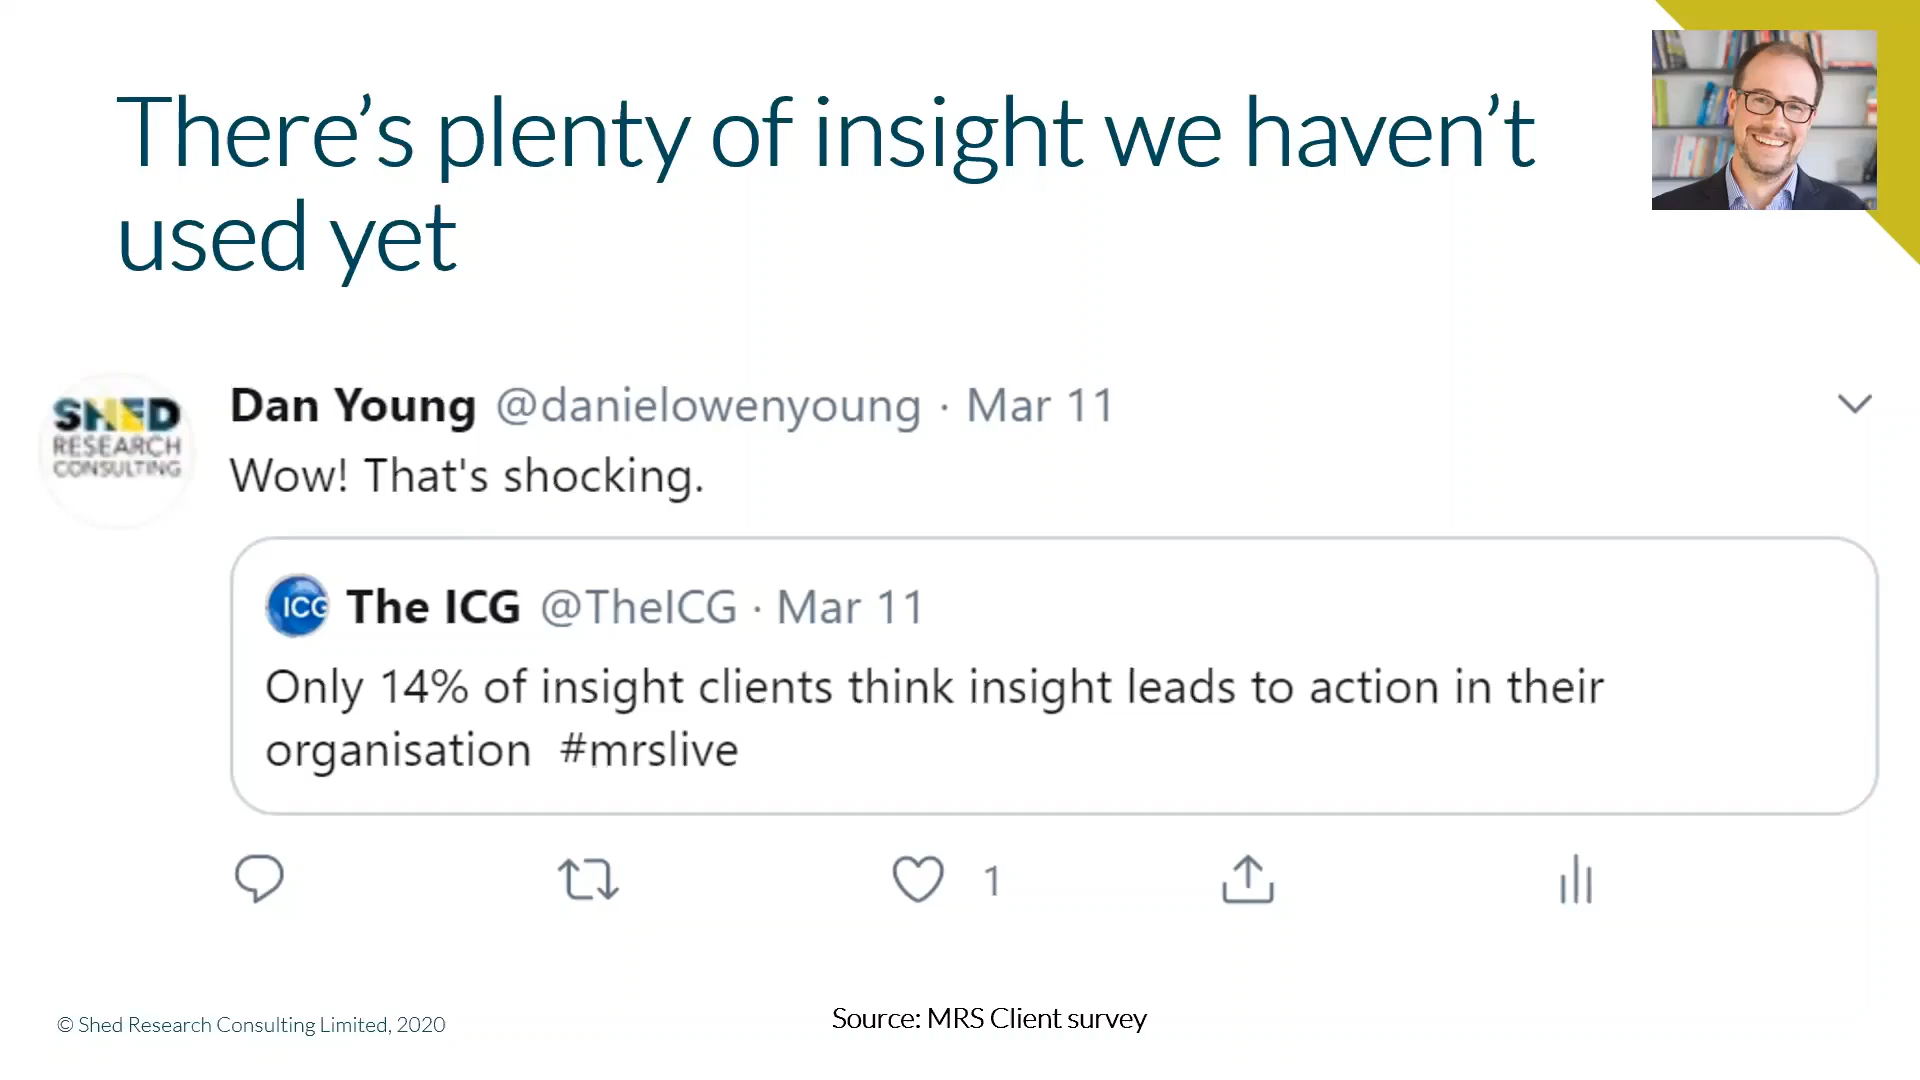 There’s plenty of insight we haven’t
used yet
SHED
RESEARCH
CONSULTING
Dan Young @danielowenyoung · Mar 11
Wow! That's shocking.
ICG
The ICG @TheICG · Mar 11
Only 14% of insight clients think insight leads to action in their
organisation #mrslive
1
© Shed Research Consulting Limited, 2020
Source: MRS Client survey